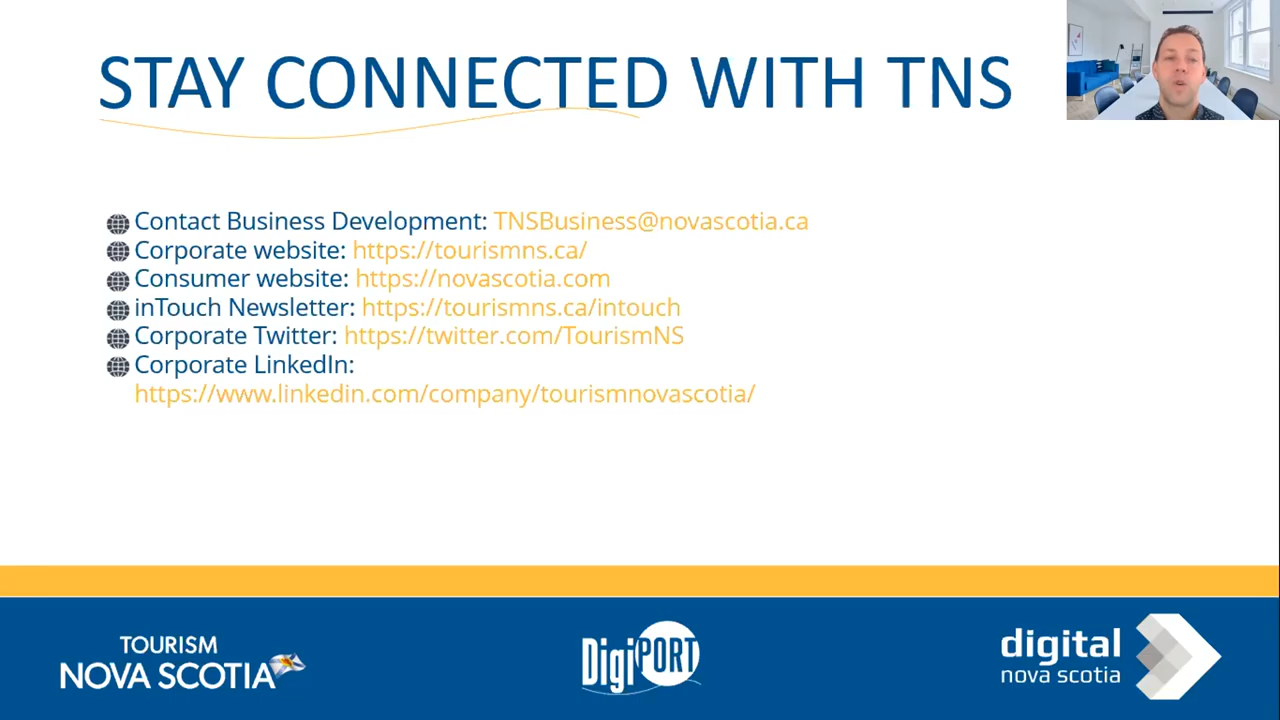 STAY CONNECTED WITH TNS
Contact Business Development: TNSBusiness@novascotia.ca
Corporate website: https://tourismns.ca/
Consumer website: https://novascotia.com
inTouch Newsletter: https://tourismns.ca/intouch
Corporate Twitter: https://twitter.com/TourismNS
Corporate LinkedIn:
https://www.linkedin.com/company/tourismnovascotia/
TOURISM
NOVA SCOTIA
DigiPORT
digital
nova scotia